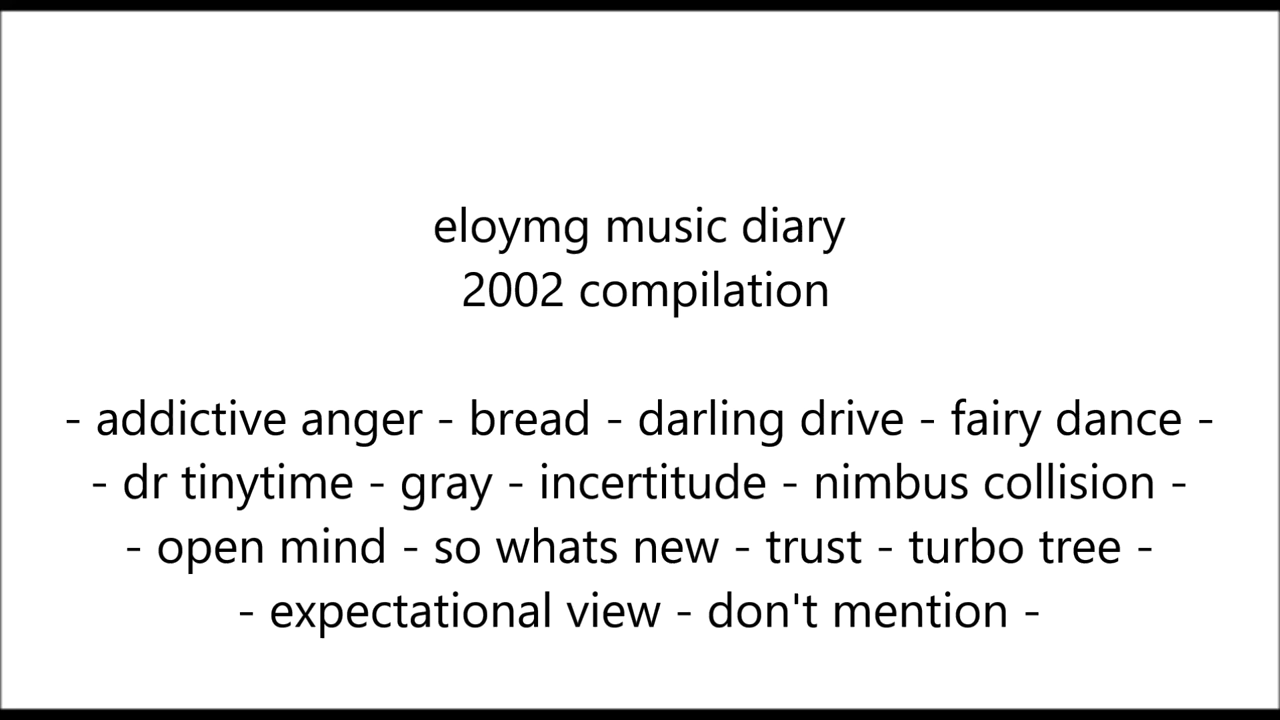 eloymg music diary
2002 compilation
- addictive anger - bread - darling drive - fairy dance -
- dr tinytime - gray - incertitude - nimbus collision -
- open mind - so whats new - trust - turbo tree -
- expectational view - don't mention -